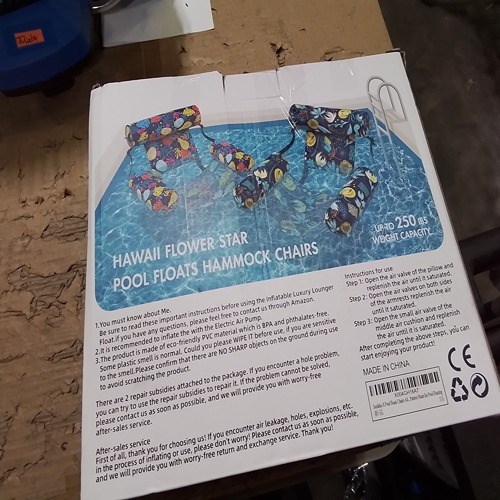 HAWAII FLOWER STAR
POOL FLOATS HAMMOCK CHAIRS
UP TO 250 LBS
WEIGHT CAPACITY
1.You must know about Me.
Be sure to read these important instructions before using the Inflatable Luxury Lounger
Float,if you have any questions, please feel free to contact us through Amazon.
2.It is recommended to inflate with the Electric Air Pump.
3.The product is made of eco-friendly PVC material which is BPA and phthalates-free.
Some plastic smell is normal. Could you please WIPE it before use, if you are sensitive
to the smell.Please confirm that there are NO SHARP objects on the ground during use
to avoid scratching the product.
There are 2 repair subsidies attached to the package. If you encounter a hole problem,
you can try to use the repair subsidies to repair it. If the problem cannot be solved,
please contact us as soon as possible, and we will provide you with worry-free
after-sales service.
After-sales service
First of all, thank you for choosing us! If you encounter air leakage, holes, explosions, etc.
in the process of inflating or use, please don't worry! Please contact us as soon as possible,
and we will provide you with worry-free return and exchange service. Thank you!
Instructions for use
Step 1: Open the air valve of the pillow and
replenish the air until it saturated.
Step 2: Open the air valves on both sides
of the armrests replenish the air
until it is saturated.
Step 3: Open the small air valve of the
middle air cushion and replenish
the air until it is saturated.
After completing the above steps, you can
start enjoying your product!
MADE IN CHINA
CE